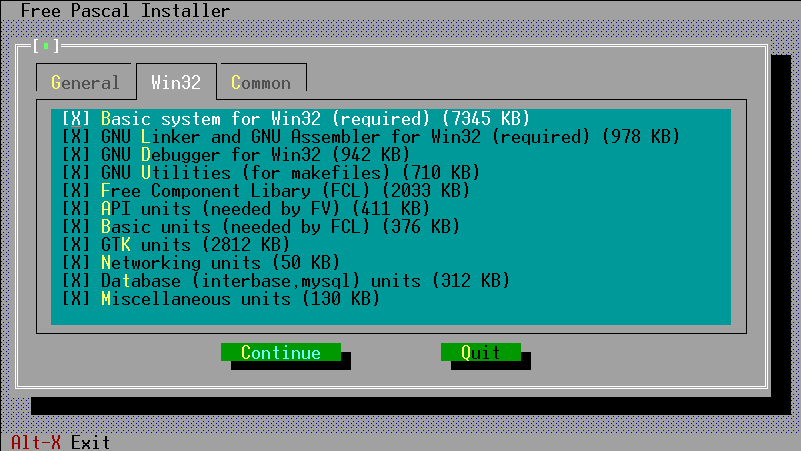 Free Pascal Installer
[■]
General Win32 Common
[X] Basic system for Win32 (required) (7345 KB)
[X] GNU Linker and GNU Assembler for Win32 (required) (978 KB)
[X] GNU Debugger for Win32 (942 KB)
[X] GNU Utilities (for makefiles) (710 KB)
[X] Free Component Libary (FCL) (2033 KB)
[X] API units (needed by FV) (411 KB)
[X] Basic units (needed by FCL) (376 KB)
[X] GTK units (2812 KB)
[X] Networking units (50 KB)
[X] Database (interbase,mysql) units (312 KB)
[X] Miscellaneous units (130 KB)
Continue Quit
Alt-X Exit